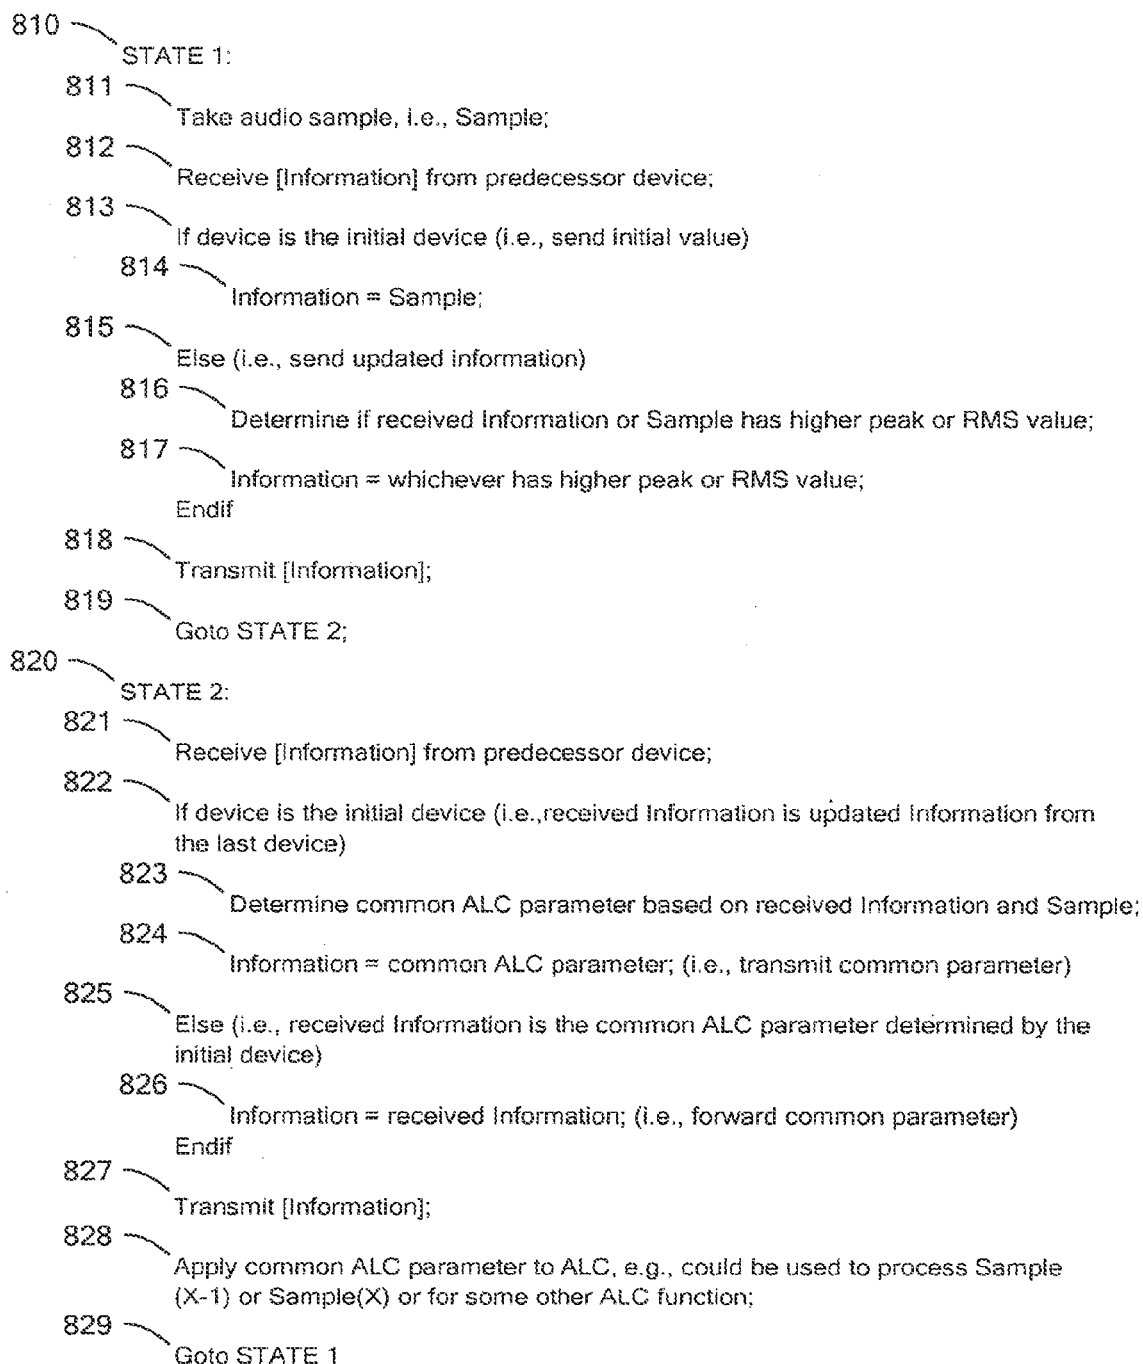 810
STATE 1:
811
Take audio sample, i.e., Sample;
812
Receive [Information] from predecessor device;
813
If device is the initial device (i.e., send initial value)
814
Information = Sample;
815
Else (i.e., send updated information)
816
Determine if received Information or Sample has higher peak or RMS value;
817
Information = whichever has higher peak or RMS value;
Endif
818
Transmit [Information];
819
Goto STATE 2;
820
STATE 2:
821
Receive [Information] from predecessor device;
822
If device is the initial device (i.e.,received Information is updated Information from
the last device)
823
Determine common ALC parameter based on received Information and Sample;
824
Information = common ALC parameter; (i.e., transmit common parameter)
825
Else (i.e., received Information is the common ALC parameter determined by the
initial device)
826
Information = received Information; (i.e., forward common parameter)
Endif
827
Transmit [Information];
828
Apply common ALC parameter to ALC, e.g., could be used to process Sample
(X-1) or Sample(X) or for some other ALC function;
829
Goto STATE 1